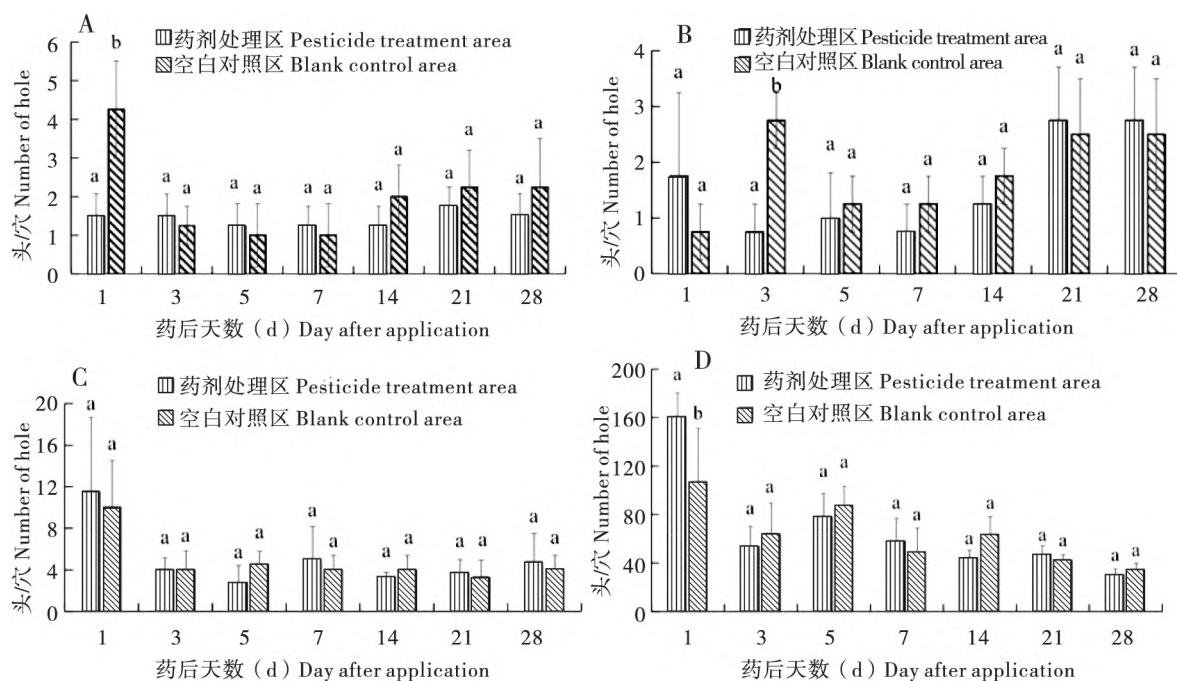 A
药剂处理区 Pesticide treatment area
空白对照区 Blank control area
头/穴 Number of hole
6
5
4
3
2
1
0
a b a a a a a a a a a a a a
1 3 5 7 14 21 28
药后天数（d）Day after application
B
药剂处理区 Pesticide treatment area
空白对照区 Blank control area
头/穴 Number of hole
4
3
2
1
0
a a a b a a a a a a a a a a
1 3 5 7 14 21 28
药后天数（d）Day after application
C
药剂处理区 Pesticide treatment area
空白对照区 Blank control area
头/穴 Number of hole
20
16
12
8
4
0
a a a a a a a a a a a a a a
1 3 5 7 14 21 28
药后天数（d）Day after application
D
药剂处理区 Pesticide treatment area
空白对照区 Blank control area
头/穴 Number of hole
200
160
120
80
40
0
a b a a a a a a a a a a a a
1 3 5 7 14 21 28
药后天数（d）Day after application